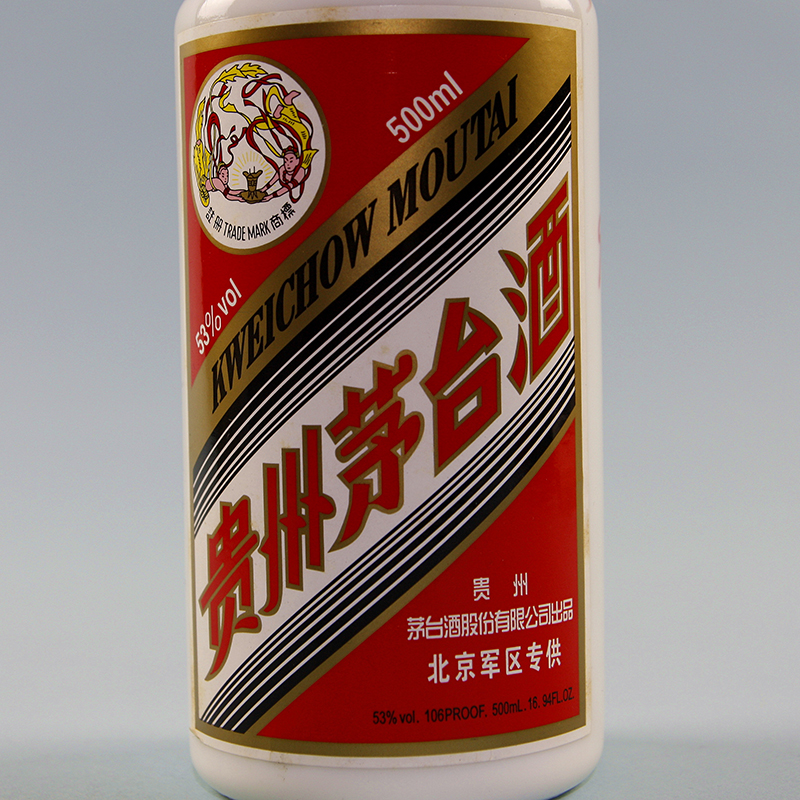 500ml
註册 TRADE MARK 商標
53%vol
KWEICHOW MOUTAI
贵州茅台酒
贵州
茅台酒股份有限公司出品
北京军区专供
53% vol. 106PROOF. 500mL. 16. 94FL.OZ.